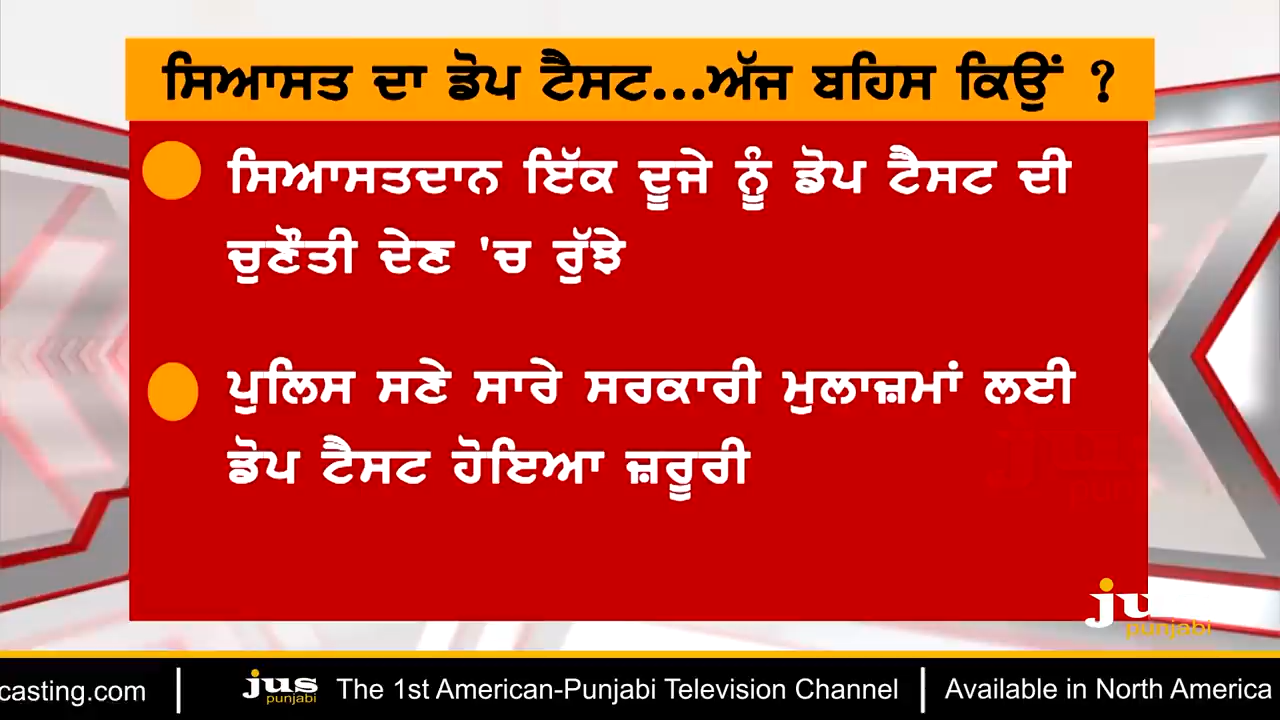 ਸਿਆਸਤ ਦਾ ਡੋਪ ਟੈਸਟ...ਅੱਜ ਬਹਿਸ ਕਿਉਂ ?
ਸਿਆਸਤਦਾਨ ਇੱਕ ਦੂਜੇ ਨੂੰ ਡੋਪ ਟੈਸਟ ਦੀ
ਚੁਣੌਤੀ ਦੇਣ 'ਚ ਰੁੱਝੇ
ਪੁਲਿਸ ਸਣੇ ਸਾਰੇ ਸਰਕਾਰੀ ਮੁਲਾਜ਼ਮਾਂ ਲਈ
ਡੋਪ ਟੈਸਟ ਹੋਇਆ ਜ਼ਰੂਰੀ
jus
punjabi
casting.com | jus punjabi The 1st American-Punjabi Television Channel | Available in North America